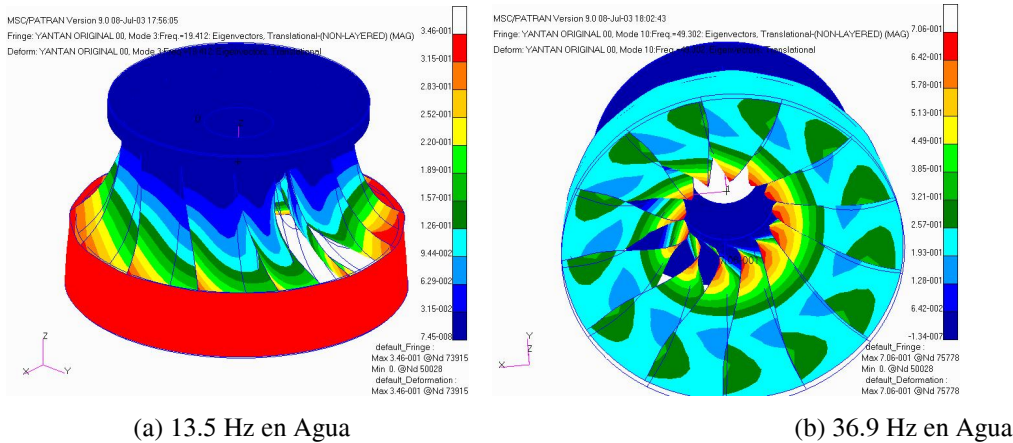 MSC/PATRAN Version 9.0 08-Jul-03 17:56:05
Fringe: YANTAN ORIGINAL 00, Mode 3:Freq.=19.412: Eigenvectors, Translational-(NON-LAYERED) (MAG)
Deform: YANTAN ORIGINAL 00, Mode 3:Freq. Translational
3.46-001
3.15-001
2.83-001
2.52-001
2.20-001
1.89-001
1.57-001
1.26-001
9.44-002
6.29-002
3.15-002
7.45-008
default_Fringe :
Max 3.46-001 @Nd 73915
Min 0. @Nd 50028
default_Deformation :
Max 3.46-001 @Nd 73915
Z
X
Y
(a) 13.5 Hz en Agua
MSC/PATRAN Version 9.0 08-Jul-03 18:02:43
Fringe: YANTAN ORIGINAL 00, Mode 10:Freq.=49.302: Eigenvectors, Translational-(NON-LAYERED) (MAG)
Deform: YANTAN ORIGINAL 00, Mode 10:Freq. Eigenvectors, Translational
7.06-001
6.42-001
5.78-001
5.13-001
4.49-001
3.85-001
3.21-001
2.57-001
1.93-001
1.28-001
6.42-002
-1.34-007
default_Fringe :
Max 7.06-001 @Nd 75778
Min 0. @Nd 50028
default_Deformation :
Max 7.06-001 @Nd 75778
Y
Z
X
(b) 36.9 Hz en Agua